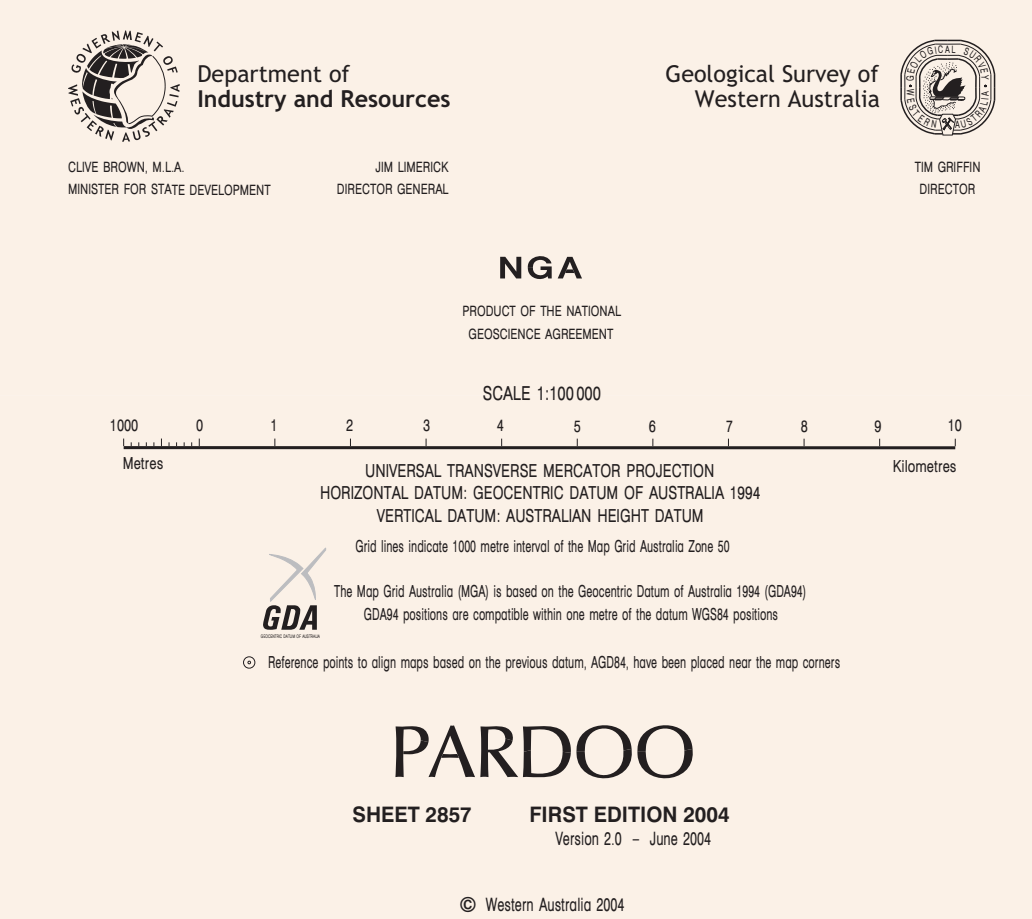 GOVERNMENT OF
WESTERN AUSTRALIA
Department of
Industry and Resources
Geological Survey of
Western Australia
GEOLOGICAL SURVEY
WESTERN AUSTRALIA
CLIVE BROWN, M.L.A.
MINISTER FOR STATE DEVELOPMENT
JIM LIMERICK
DIRECTOR GENERAL
TIM GRIFFIN
DIRECTOR
NGA
PRODUCT OF THE NATIONAL
GEOSCIENCE AGREEMENT
SCALE 1:100 000
1000 0 1 2 3 4 5 6 7 8 9 10
Metres
Kilometres
UNIVERSAL TRANSVERSE MERCATOR PROJECTION
HORIZONTAL DATUM: GEOCENTRIC DATUM OF AUSTRALIA 1994
VERTICAL DATUM: AUSTRALIAN HEIGHT DATUM
Grid lines indicate 1000 metre interval of the Map Grid Australia Zone 50
GDA
GEOCENTRIC DATUM OF AUSTRALIA
The Map Grid Australia (MGA) is based on the Geocentric Datum of Australia 1994 (GDA94)
GDA94 positions are compatible within one metre of the datum WGS84 positions
Reference points to align maps based on the previous datum, AGD84, have been placed near the map corners
PARDOO
SHEET 2857 FIRST EDITION 2004
Version 2.0 – June 2004
© Western Australia 2004